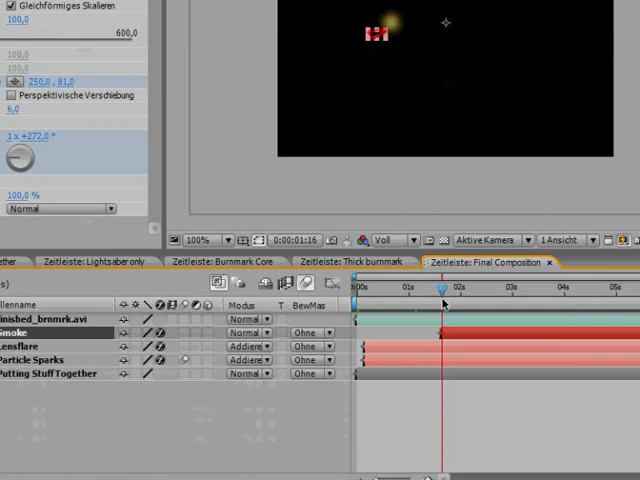 Gleichförmiges Skalieren
100,0
600,0
100,0
100,0
250,0 , 81,0
Perspektivische Verschiebung
6,0
1 x +272,0 °
100,0 %
Normal
100%
0:00:01:16
Voll
Aktive Kamera
1 Ansicht
ether
Zeitleiste: Lightsaber only
Zeitleiste: Burnmark Core
Zeitleiste: Thick burnmark
Zeitleiste: Final Composition
s)
:00s 01s 02s 03s 04s 05s
llenname
Modus T BewMas
finished_brnmrk.avi Normal
Smoke Normal Ohne
Lensflare Addiere Ohne
Particle Sparks Addiere Ohne
Putting Stuff Together Normal Ohne